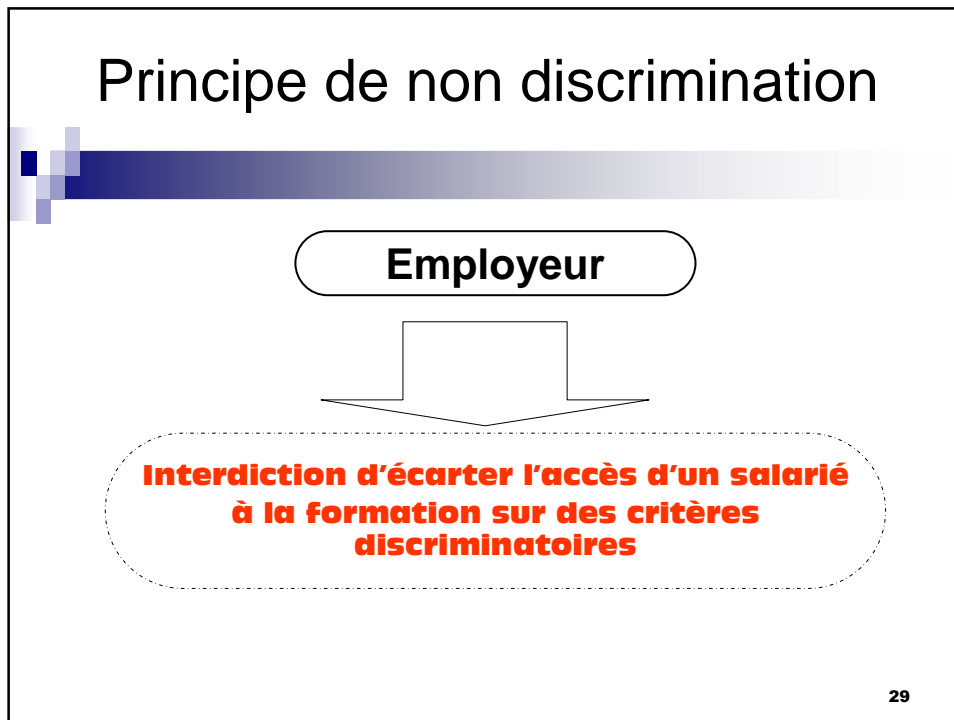 Principe de non discrimination
Employeur
Interdiction d’écarter l’accès d’un salarié
à la formation sur des critères
discriminatoires
29